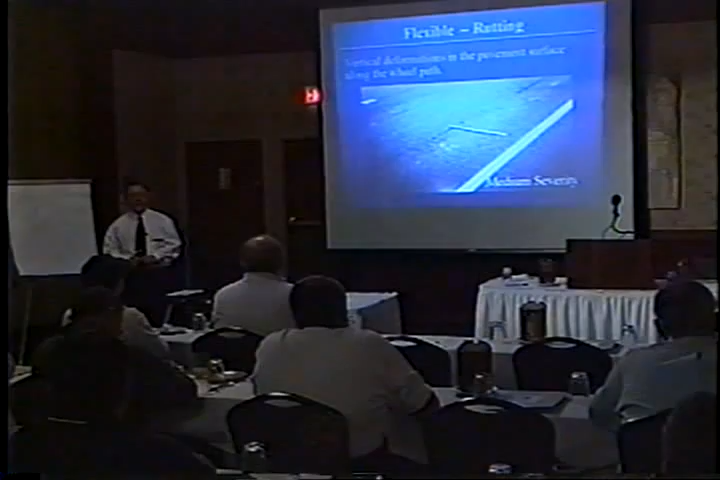 Flexible – Rutting
Vertical deformations in the pavement surface
along the wheel path.
Medium Severity